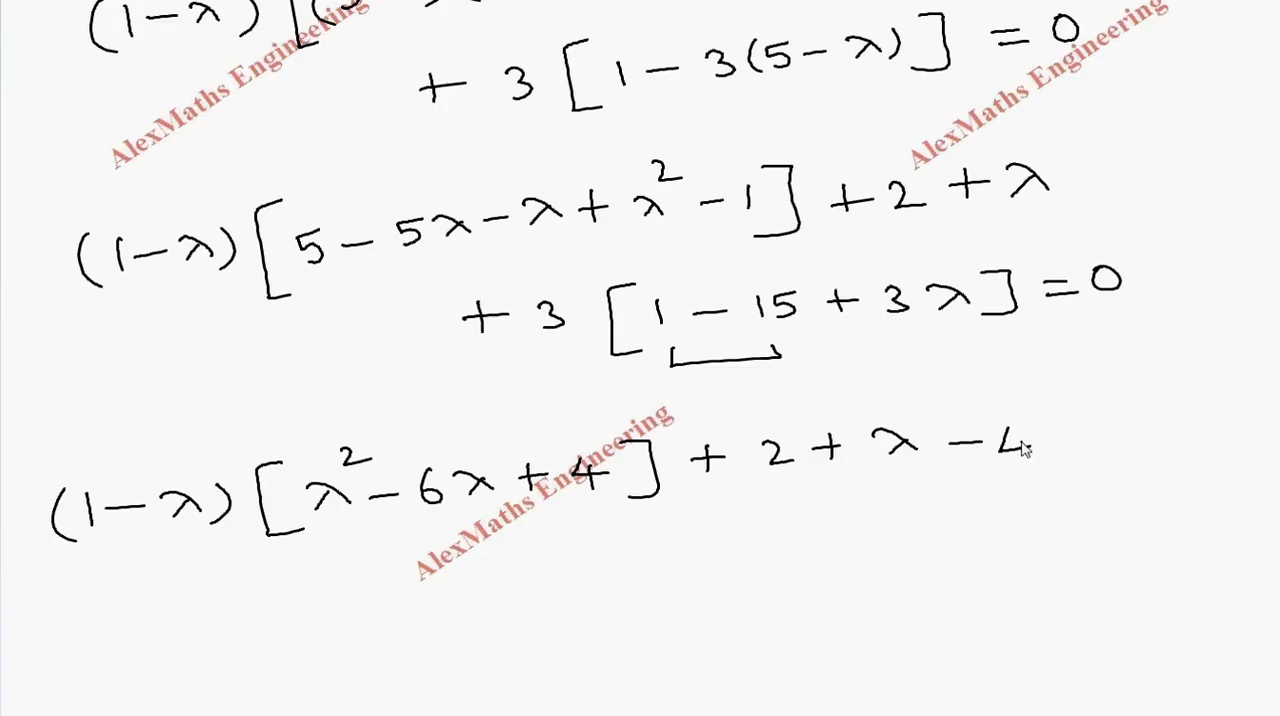 (1-λ) [(
+ 3 [1 - 3(5-λ)] = 0
(1-λ) [5 - 5λ - λ + λ² - 1] + 2 + λ
+ 3 [1 - 15 + 3λ] = 0
(1-λ) [λ² - 6λ + 4] + 2 + λ - 4
AlexMaths Engineering
AlexMaths Engineering
AlexMaths Engineering